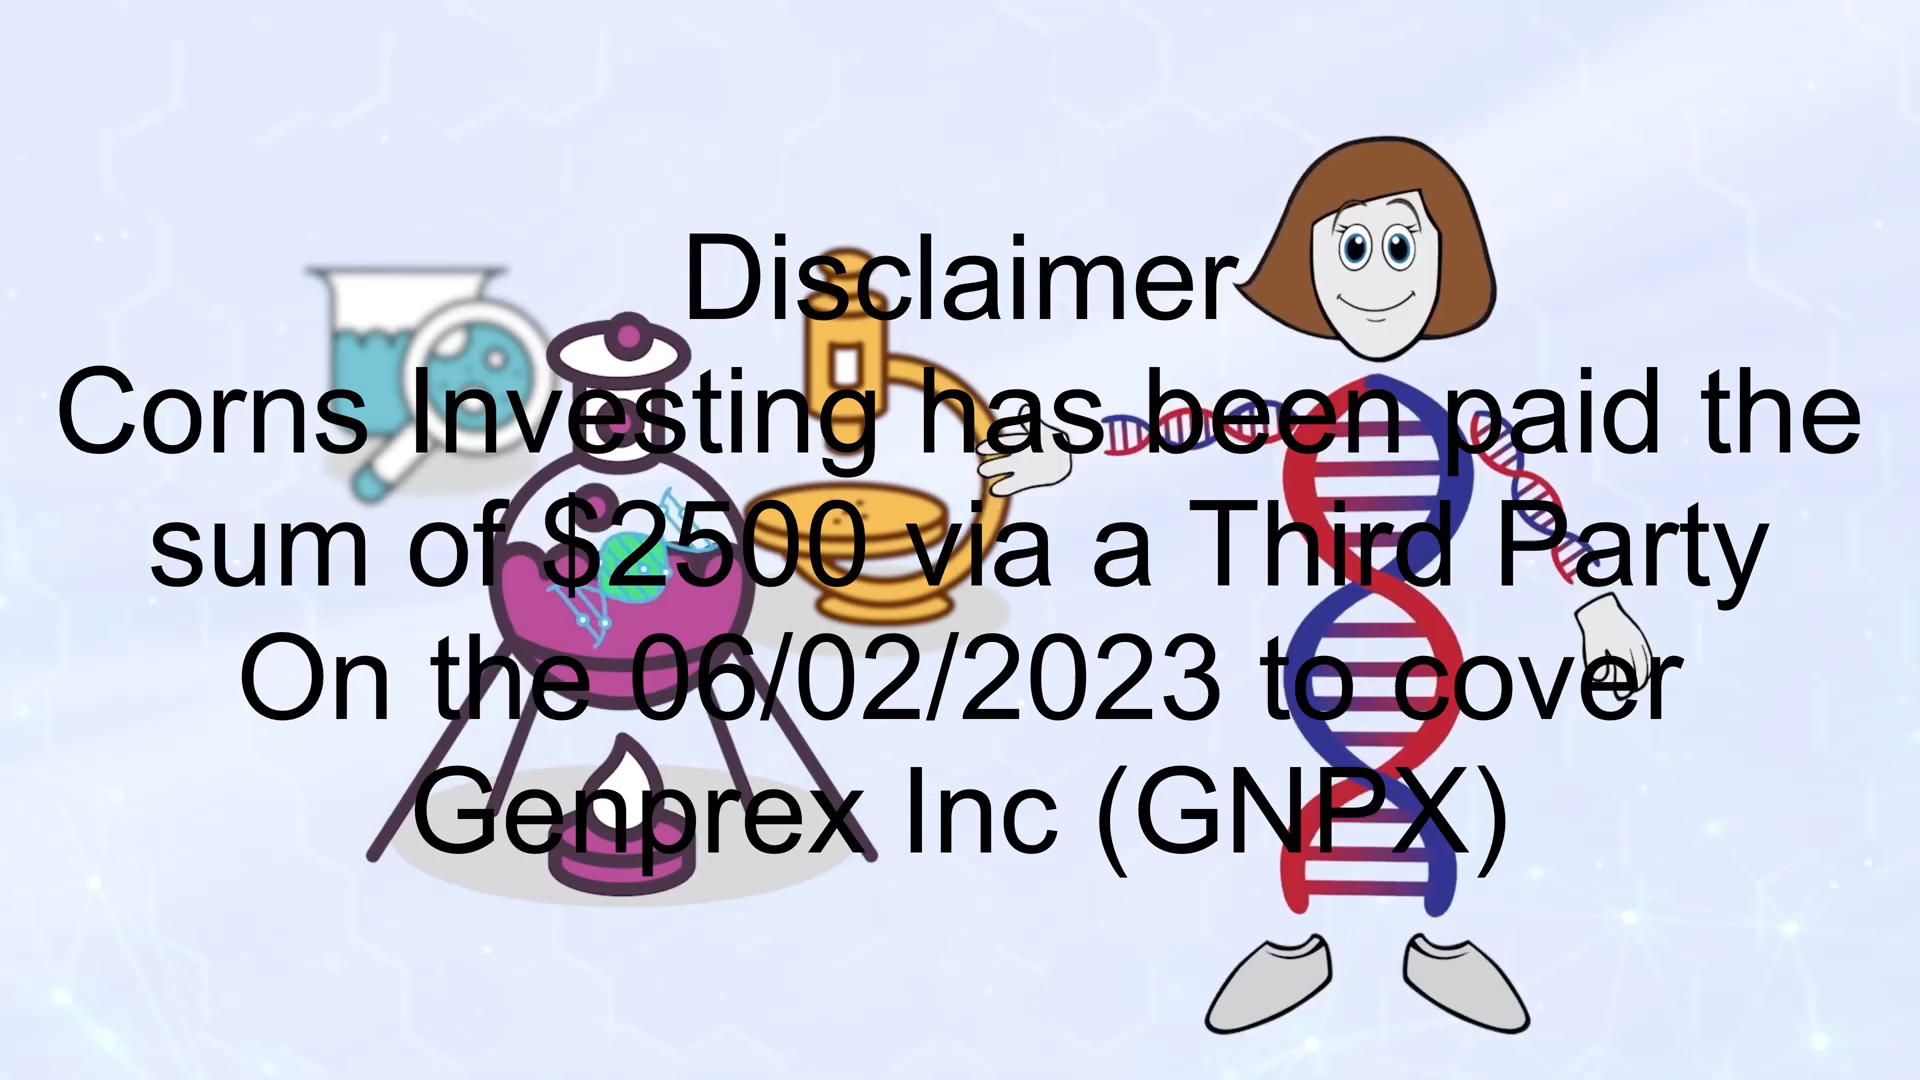 Disclaimer
Corns Investing has been paid the
sum of $2500 via a Third Party
On the 06/02/2023 to cover
Genprex Inc (GNPX)